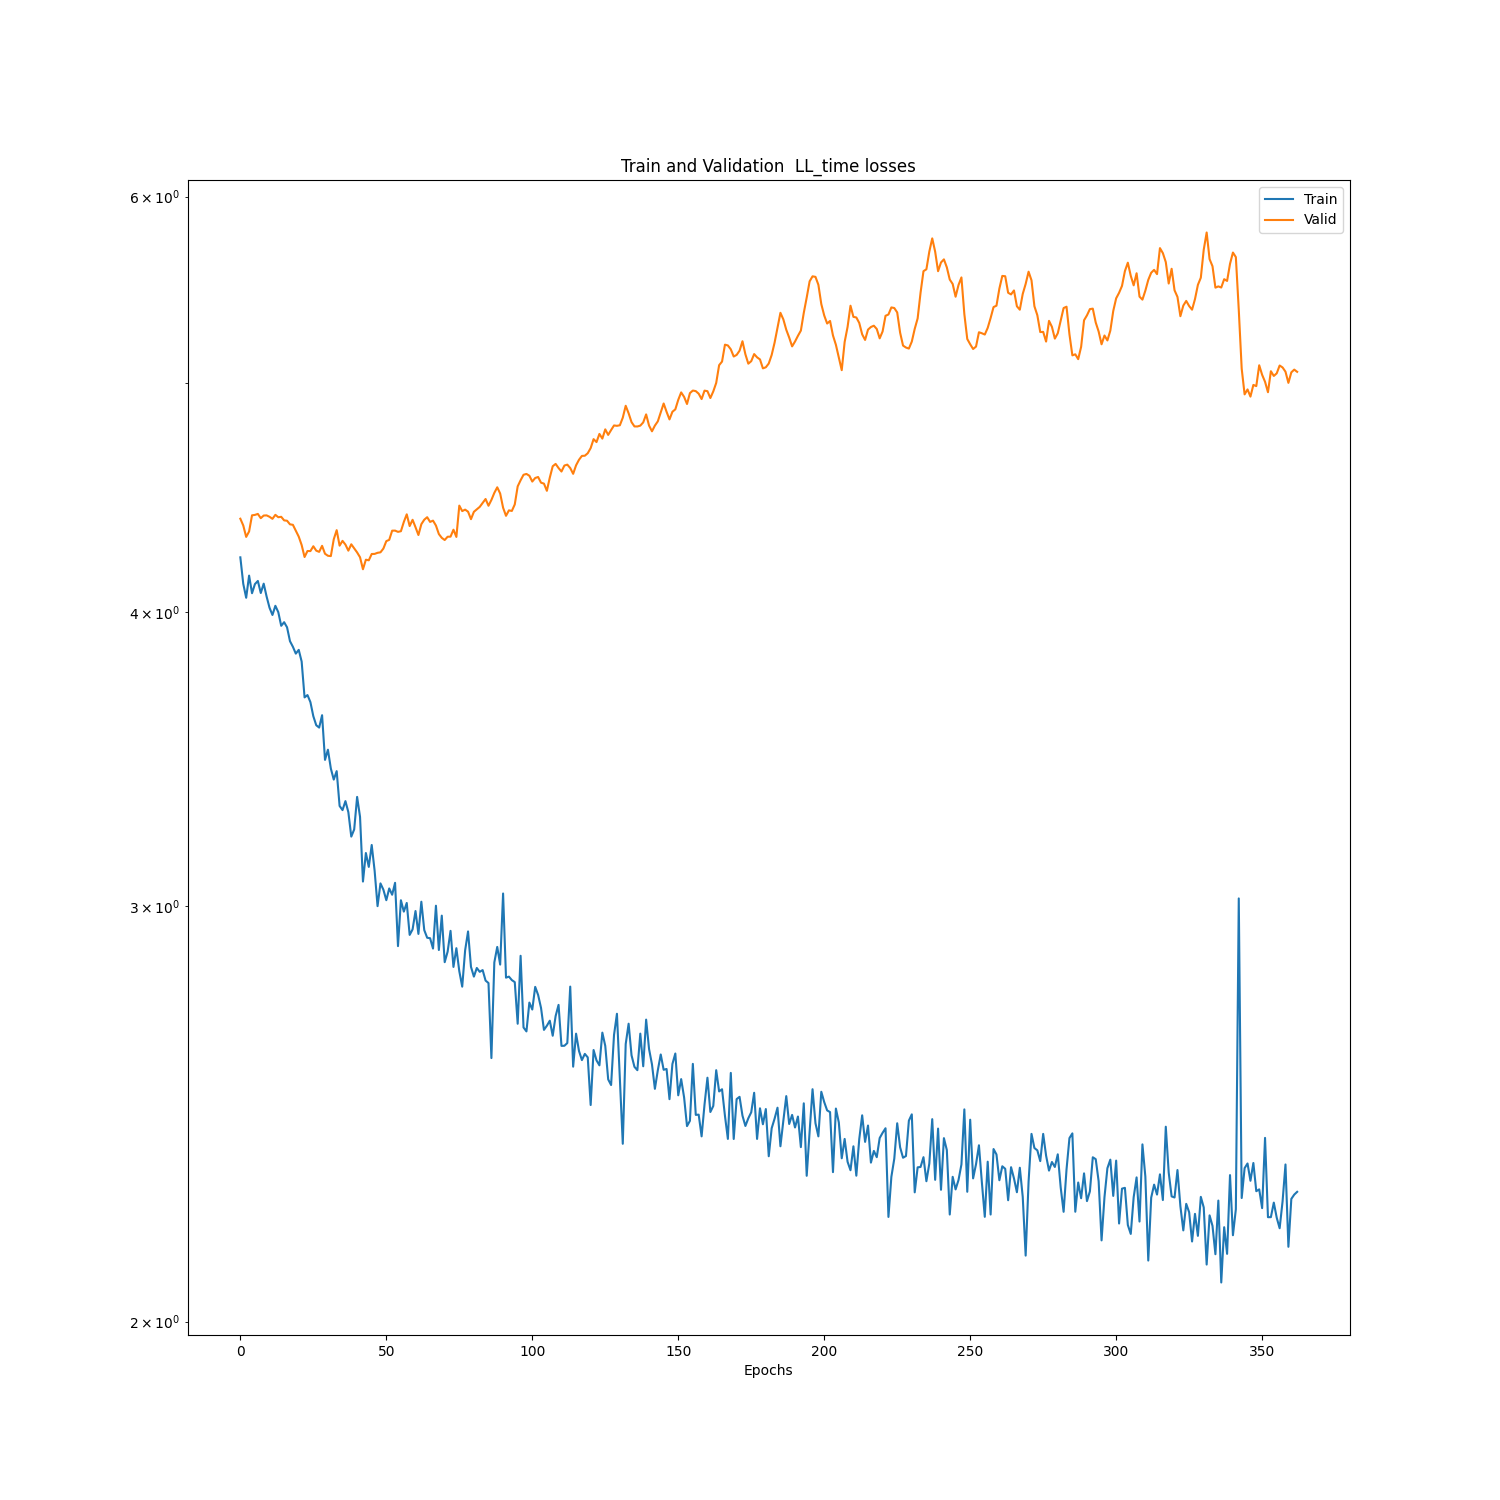 Train and Validation  LL_time losses
Train
Valid
6 × 10⁰
4 × 10⁰
3 × 10⁰
2 × 10⁰
0 50 100 150 200 250 300 350
Epochs